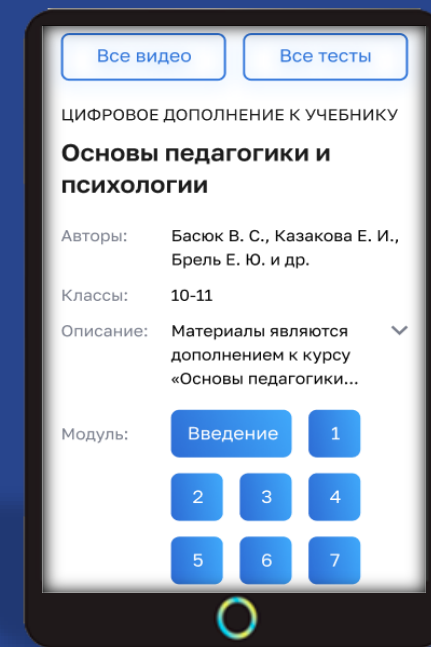 Все видео
Все тесты
ЦИФРОВОЕ ДОПОЛНЕНИЕ К УЧЕБНИКУ
Основы педагогики и
психологии
Авторы: Басюк В. С., Казакова Е. И.,
Брель Е. Ю. и др.
Классы: 10-11
Описание: Материалы являются
дополнением к курсу
«Основы педагогики...
Модуль: Введение 1
2 3 4
5 6 7